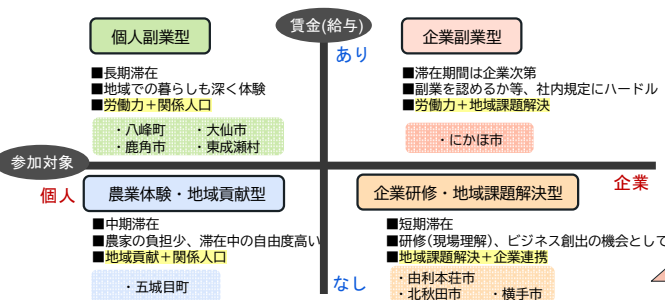 賃金(給与)
あり
個人副業型
■長期滞在
■地域での暮らしも深く体験
■労働力＋関係人口
・八峰町 ・大仙市
・鹿角市 ・東成瀬村
企業副業型
■滞在期間は企業次第
■副業を認めるか等、社内規定にハードル
■労働力＋地域課題解決
・にかほ市
参加対象
個人
企業
農業体験・地域貢献型
■中期滞在
■農家の負担少、滞在中の自由度高い
■地域貢献＋関係人口
・五城目町
企業研修・地域課題解決型
■短期滞在
■研修(現場理解)、ビジネス創出の機会として
■地域課題解決＋企業連携
・由利本荘市
・北秋田市 ・横手市
なし